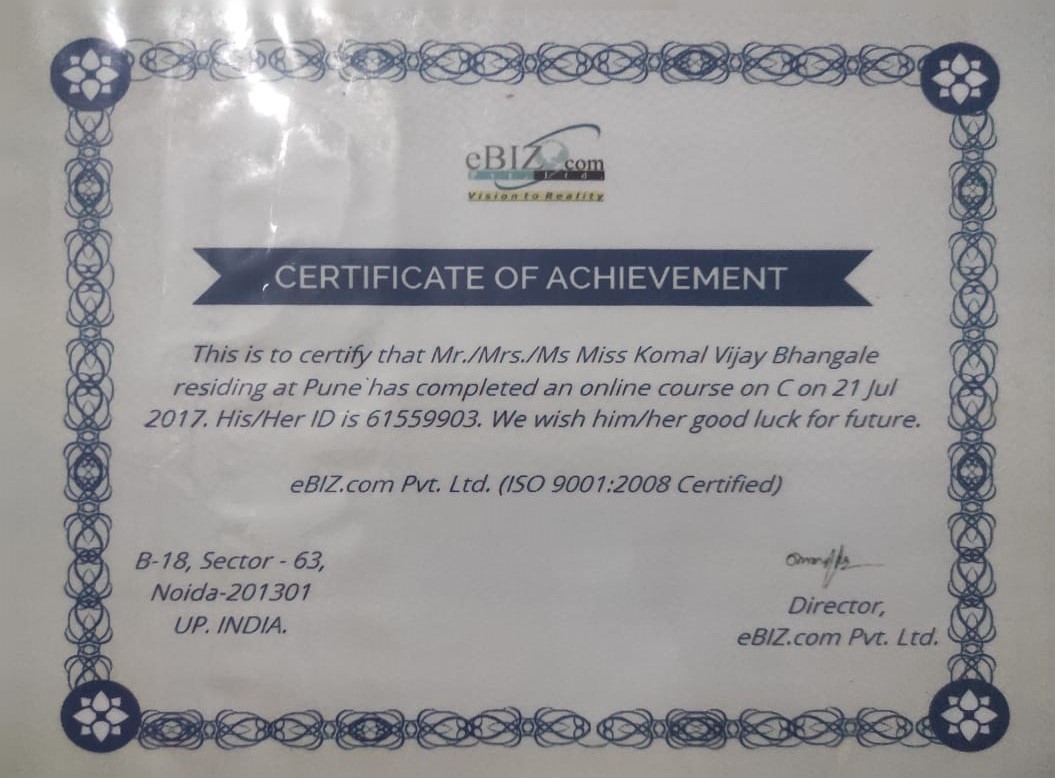 eBIZ.com
Pvt. Ltd
Vision to Reality
CERTIFICATE OF ACHIEVEMENT
This is to certify that Mr./Mrs./Ms Miss Komal Vijay Bhangale
residing at Pune has completed an online course on C on 21 Jul
2017. His/Her ID is 61559903. We wish him/her good luck for future.
eBIZ.com Pvt. Ltd. (ISO 9001:2008 Certified)
B-18, Sector - 63,
Noida-201301
UP. INDIA.
Director,
eBIZ.com Pvt. Ltd.